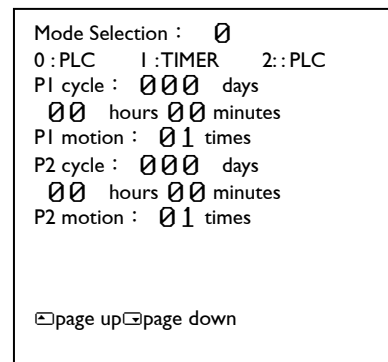 Mode Selection： 0
0 :PLC 1 :TIMER 2: : PLC
P1 cycle： 000 days
00 hours 00 minutes
P1 motion： 01 times
P2 cycle： 000 days
00 hours 00 minutes
P2 motion： 01 times
page up page down